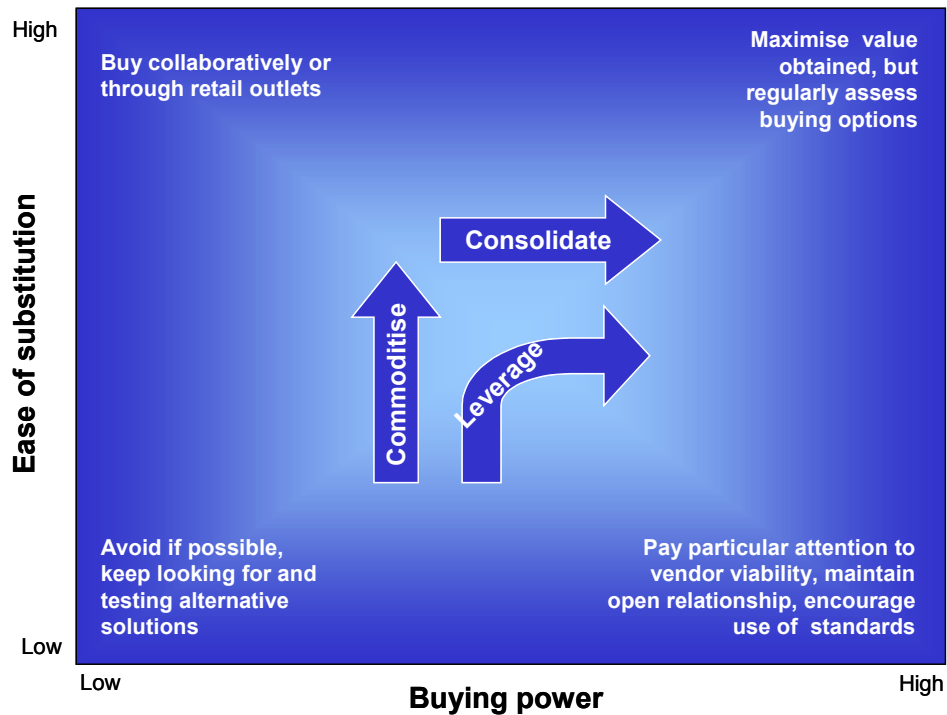 High
Buy collaboratively or
through retail outlets
Maximise value
obtained, but
regularly assess
buying options
Ease of substitution
Consolidate
Commoditise
Leverage
Avoid if possible,
keep looking for and
testing alternative
solutions
Pay particular attention to
vendor viability, maintain
open relationship, encourage
use of standards
Low
Low
Buying power
High